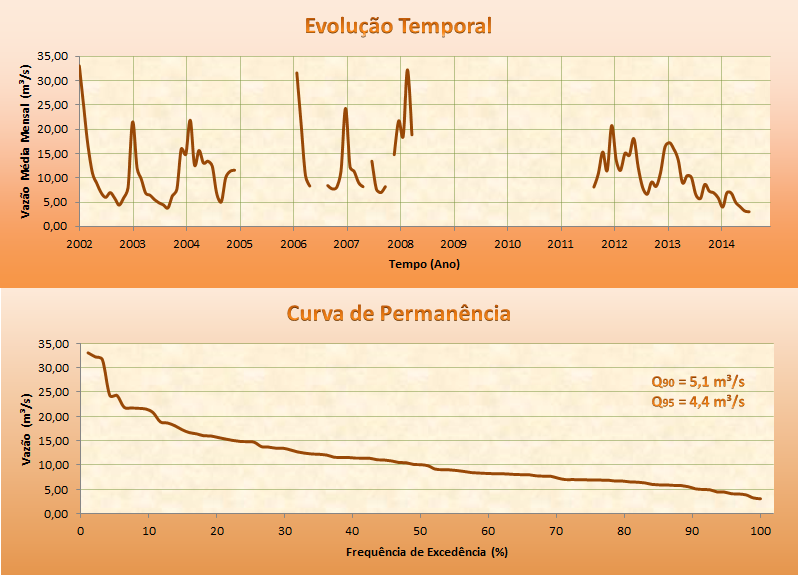 Evolução Temporal
Vazão Média Mensal (m³/s)
35,00
30,00
25,00
20,00
15,00
10,00
5,00
0,00
2002 2003 2004 2005 2006 2007 2008 2009 2010 2011 2012 2013 2014
Tempo (Ano)
Curva de Permanência
Vazão (m³/s)
35,00
30,00
25,00
20,00
15,00
10,00
5,00
0,00
Q90 = 5,1 m³/s
Q95 = 4,4 m³/s
0 10 20 30 40 50 60 70 80 90 100
Frequência de Excedência (%)